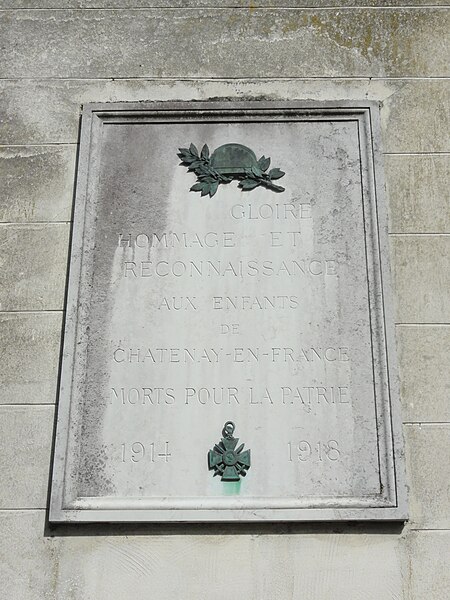 GLOIRE
HOMMAGE ET
RECONNAISSANCE
AUX ENFANTS
DE
CHATENAY-EN-FRANCE
MORTS POUR LA PATRIE
1914 1918